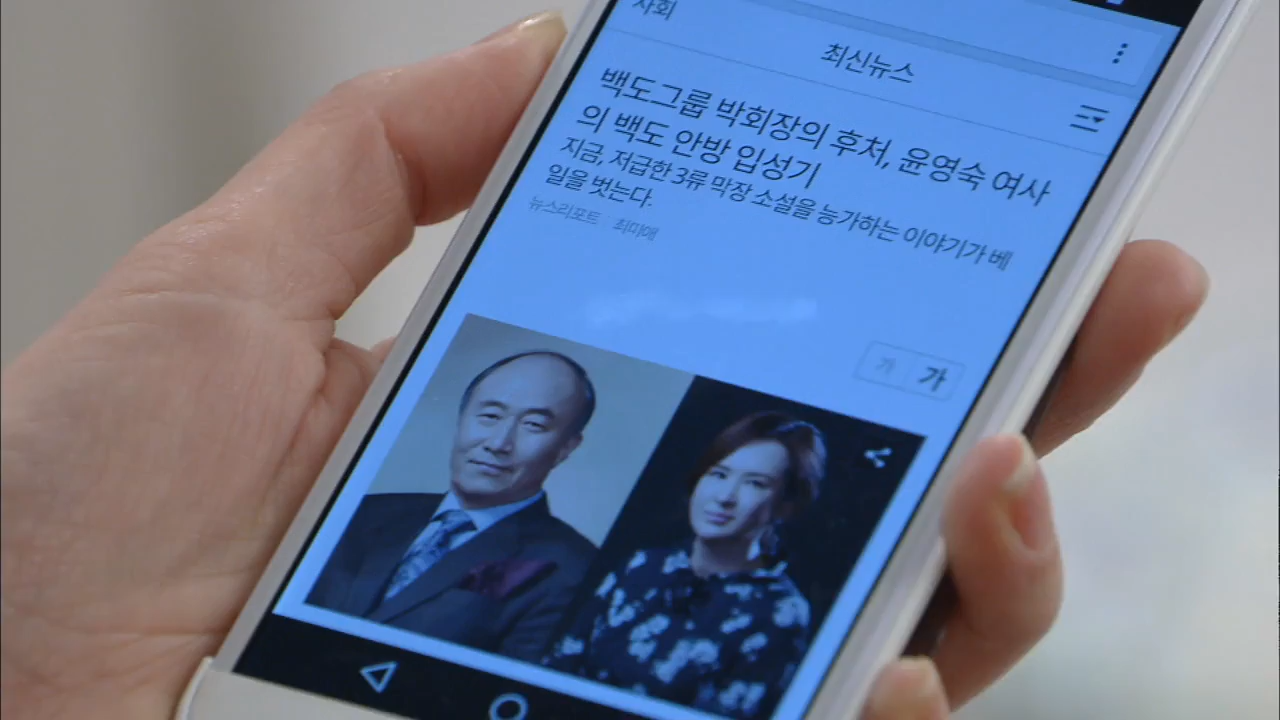 사회
최신뉴스
백도그룹 박회장의 후처, 윤영숙 여사
의 백도 안방 입성기
지금, 저급한 3류 막장 소설을 능가하는 이야기가 베
일을 벗는다.
뉴스리포트 | 최미애
가 가